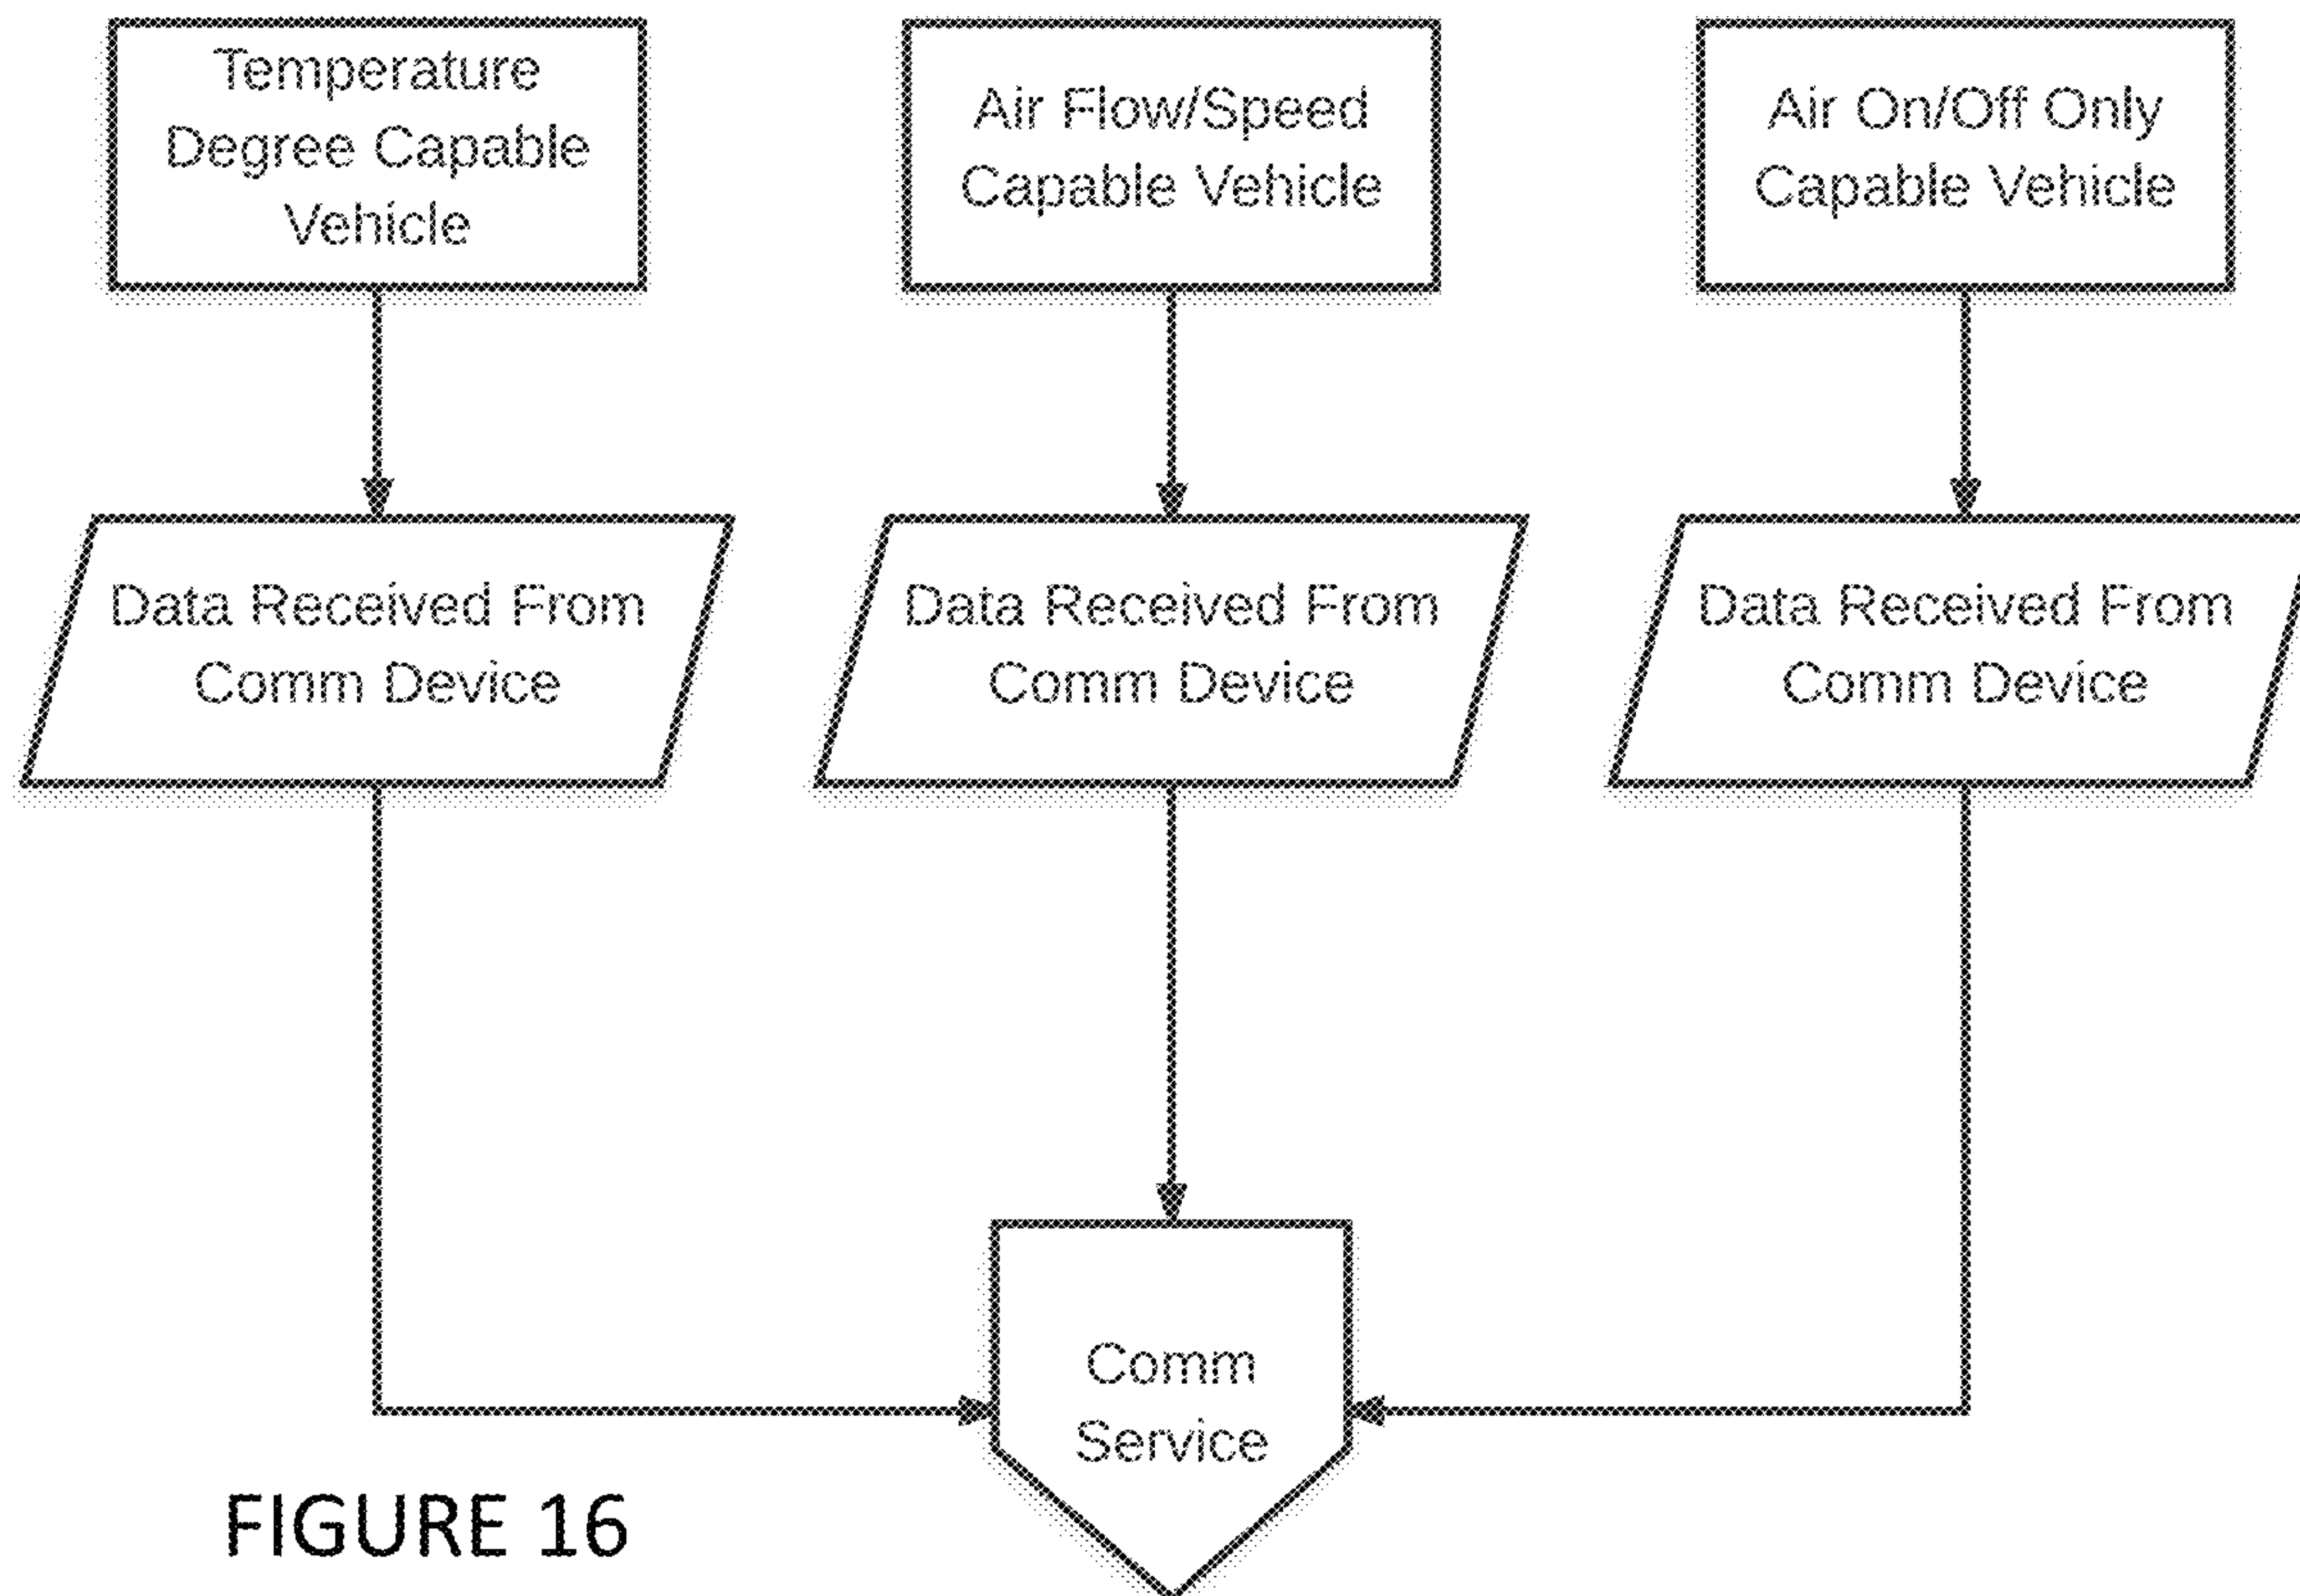 Temperature
Degree Capable
Vehicle
Air Flow/Speed
Capable Vehicle
Air On/Off Only
Capable Vehicle
Data Received From
Comm Device
Data Received From
Comm Device
Data Received From
Comm Device
Comm
Service
FIGURE 16